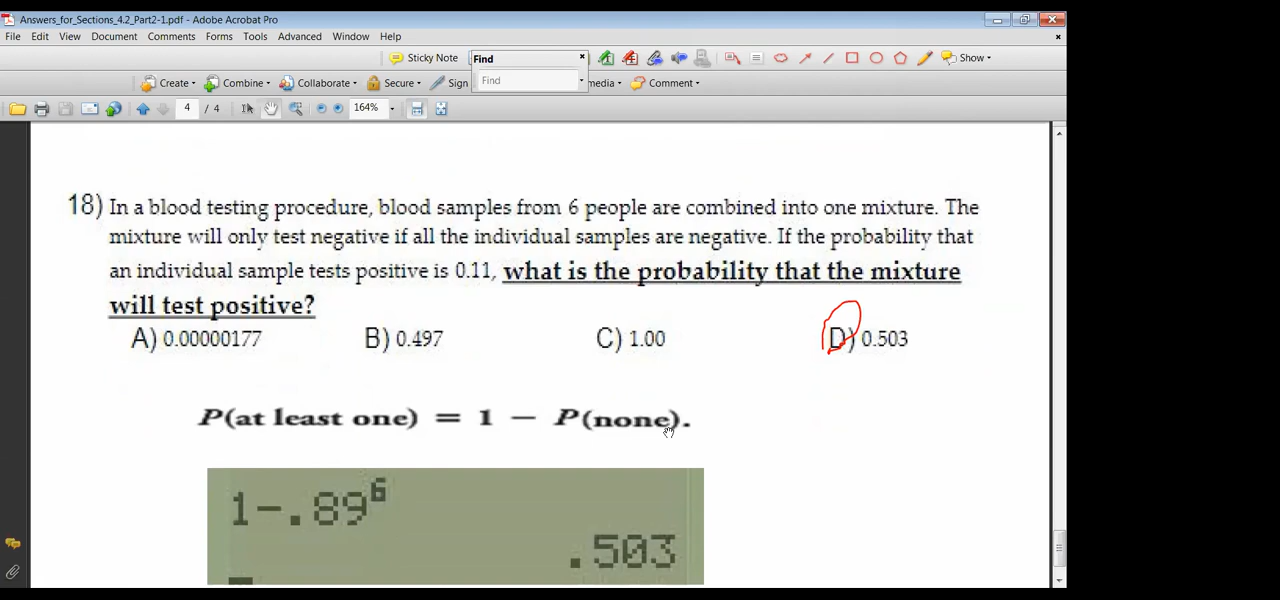 Answers_for_Sections_4.2_Part2-1.pdf - Adobe Acrobat Pro
File Edit View Document Comments Forms Tools Advanced Window Help
Sticky Note Find Show
Find
Create Combine Collaborate Secure Sign media Comment
4 / 4 164%
18) In a blood testing procedure, blood samples from 6 people are combined into one mixture. The
mixture will only test negative if all the individual samples are negative. If the probability that
an individual sample tests positive is 0.11, what is the probability that the mixture
will test positive?
A) 0.00000177 B) 0.497 C) 1.00 D) 0.503
P(at least one) = 1 − P(none).
1-.89⁶
.503